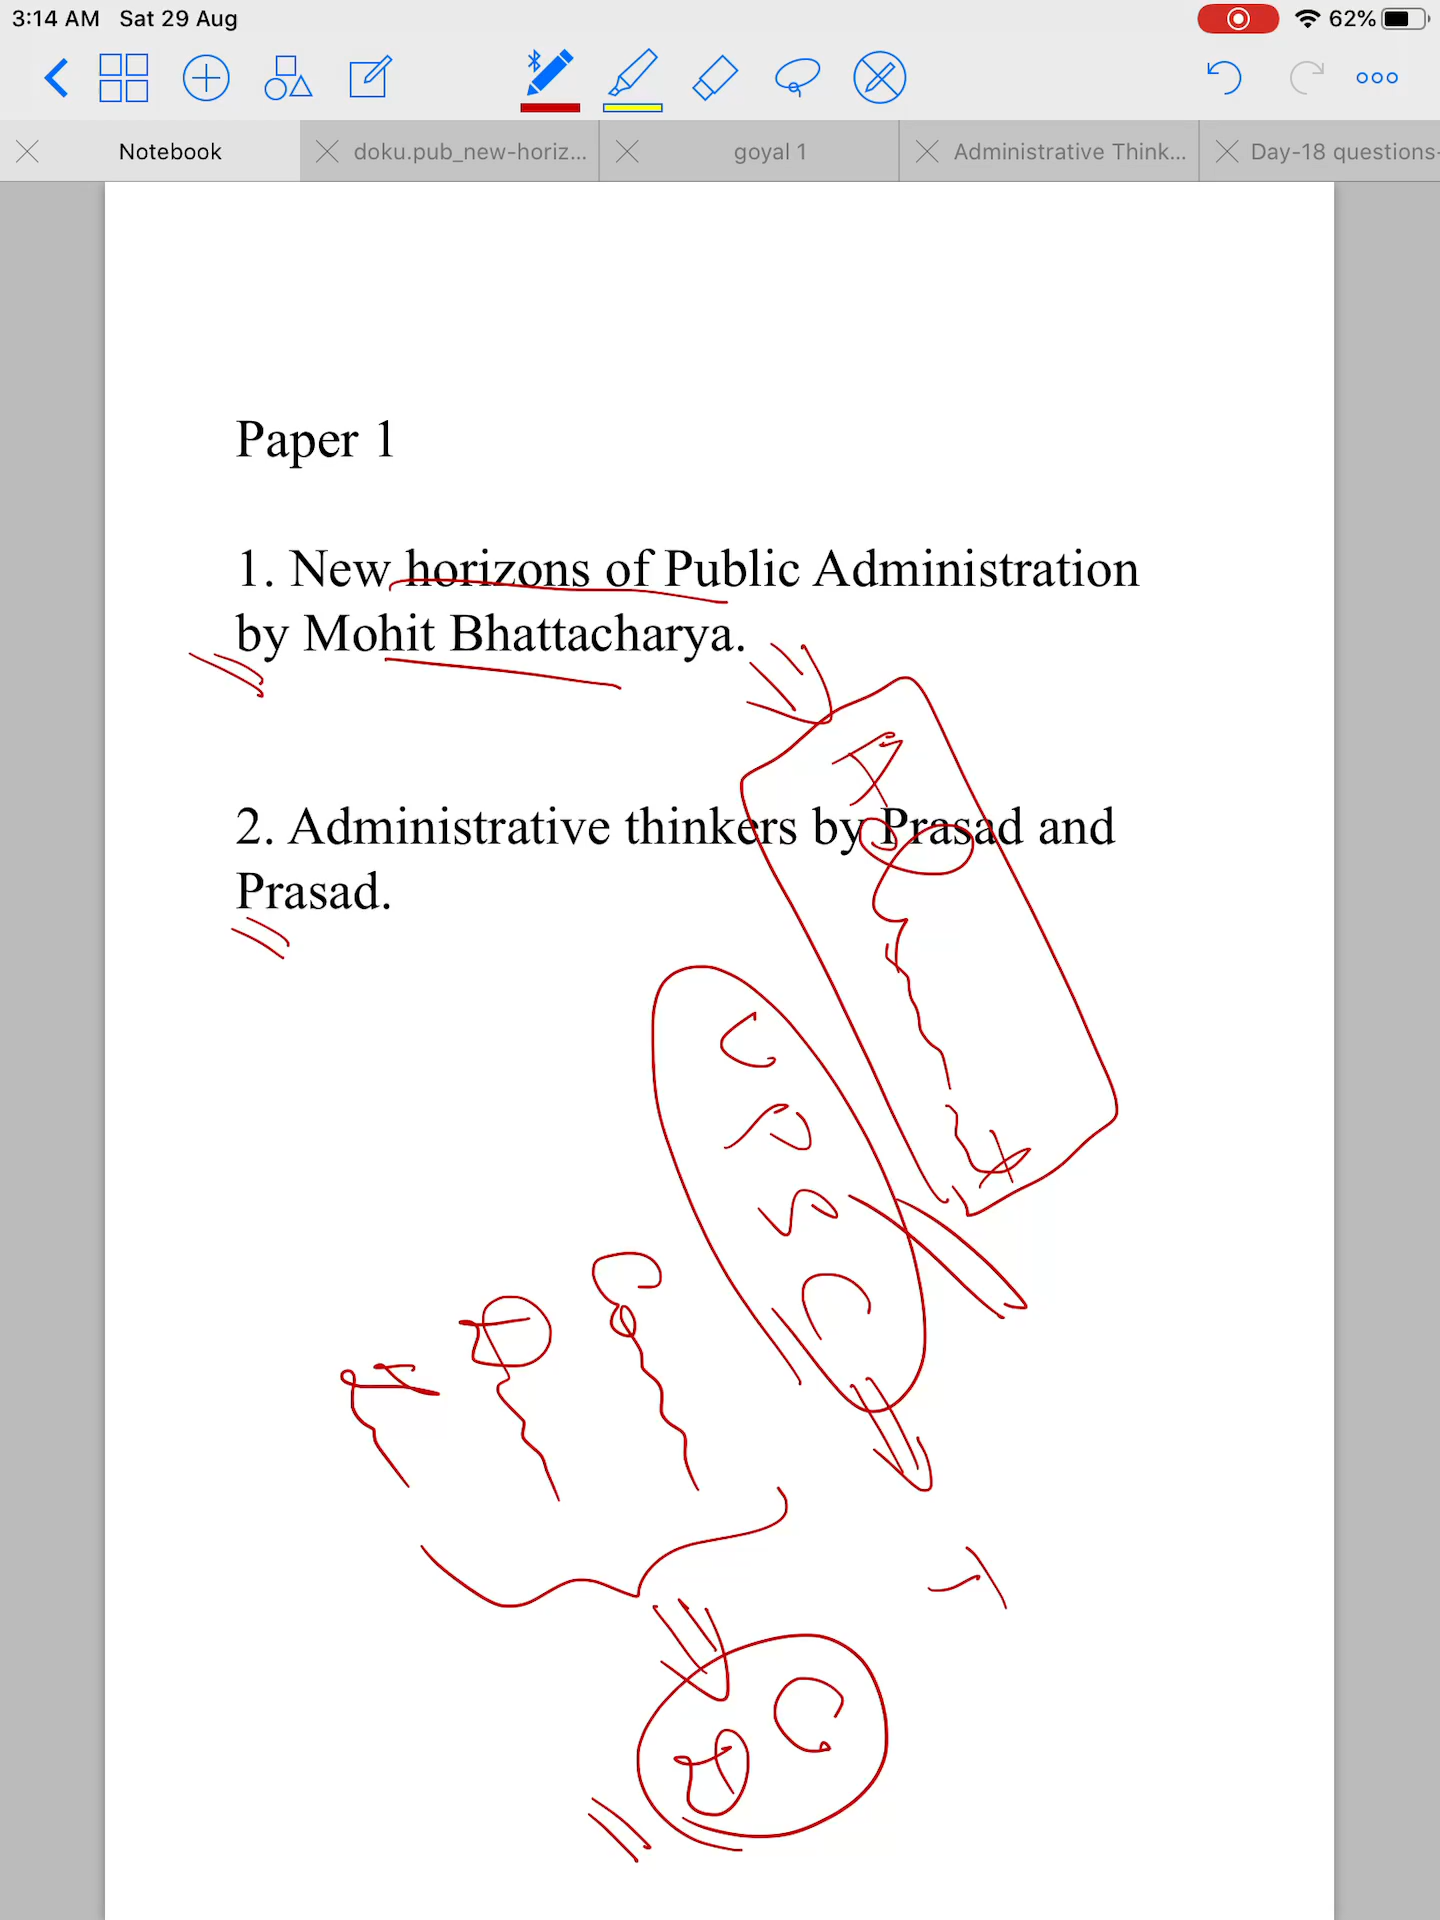 3:14 AM Sat 29 Aug 62%
Notebook doku.pub_new-horiz... goyal 1 Administrative Think... Day-18 questions-
Paper 1
1. New horizons of Public Administration
by Mohit Bhattacharya.
2. Administrative thinkers by Prasad and
Prasad.
U
P
S
C